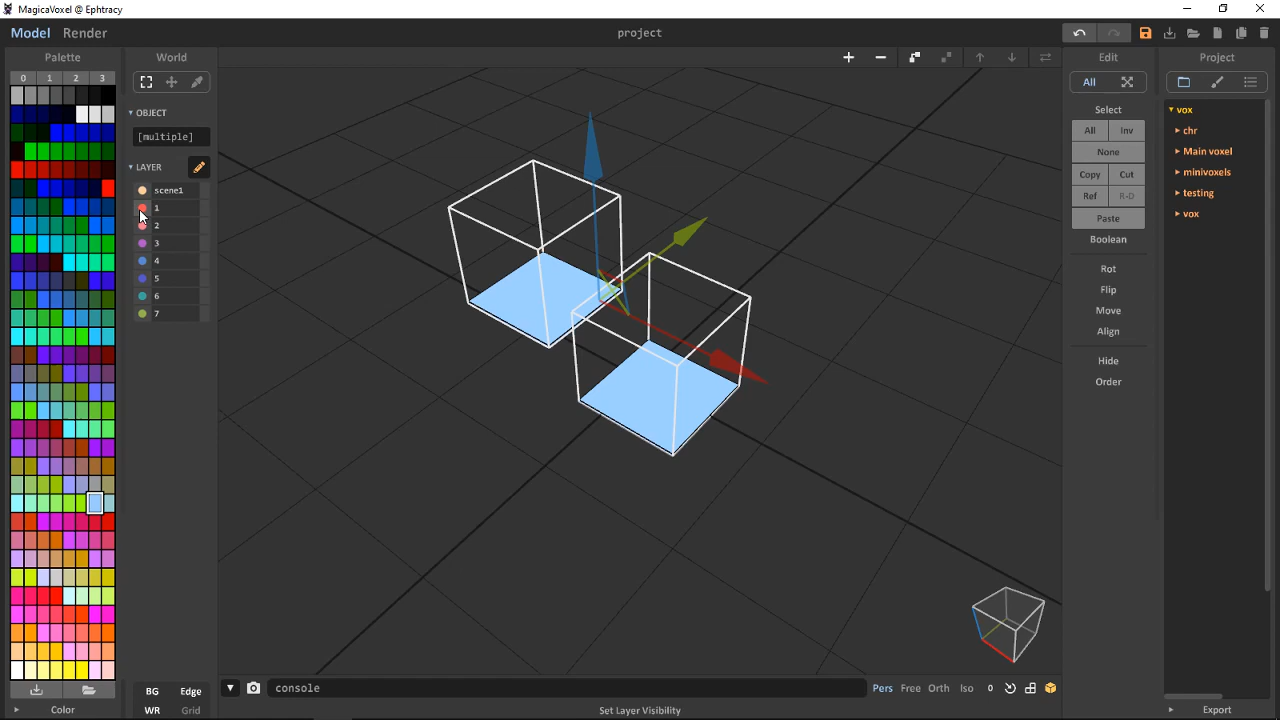 MagicaVoxel @ Ephtracy
Model Render
project
Palette
0 1 2 3
Color
World
OBJECT
[multiple]
LAYER
scene1
1
2
3
4
5
6
7
BG Edge
WR Grid
console
Pers Free Orth Iso 0
Set Layer Visibility
Edit
All
Select
All Inv
None
Copy Cut
Ref R-D
Paste
Boolean
Rot
Flip
Move
Align
Hide
Order
Project
vox
chr
Main voxel
minivoxels
testing
vox
Export